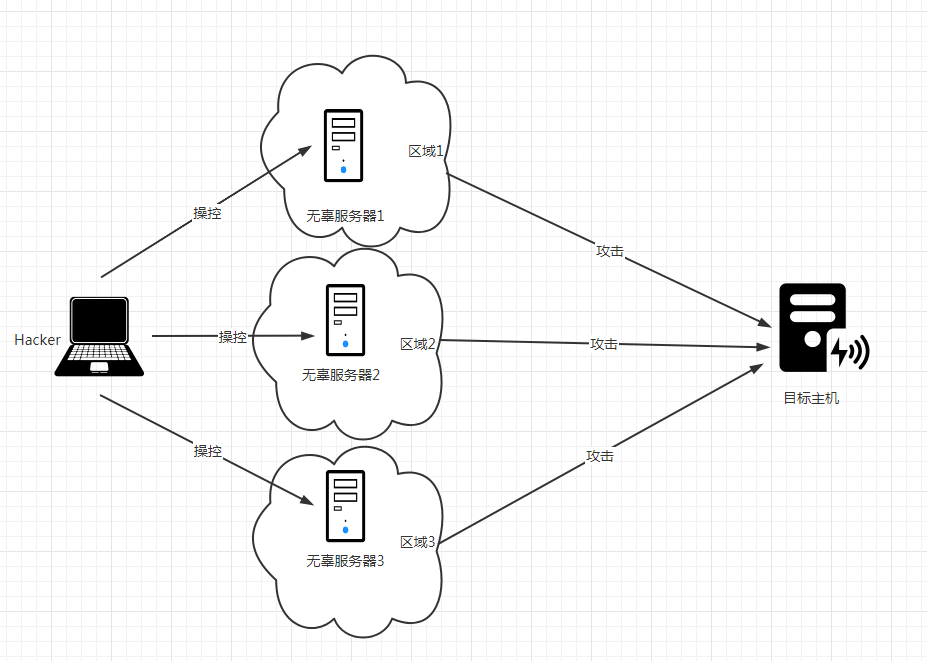 区域1
操控
无辜服务器1
攻击
Hacker
操控
区域2
攻击
无辜服务器2
目标主机
操控
攻击
区域3
无辜服务器3